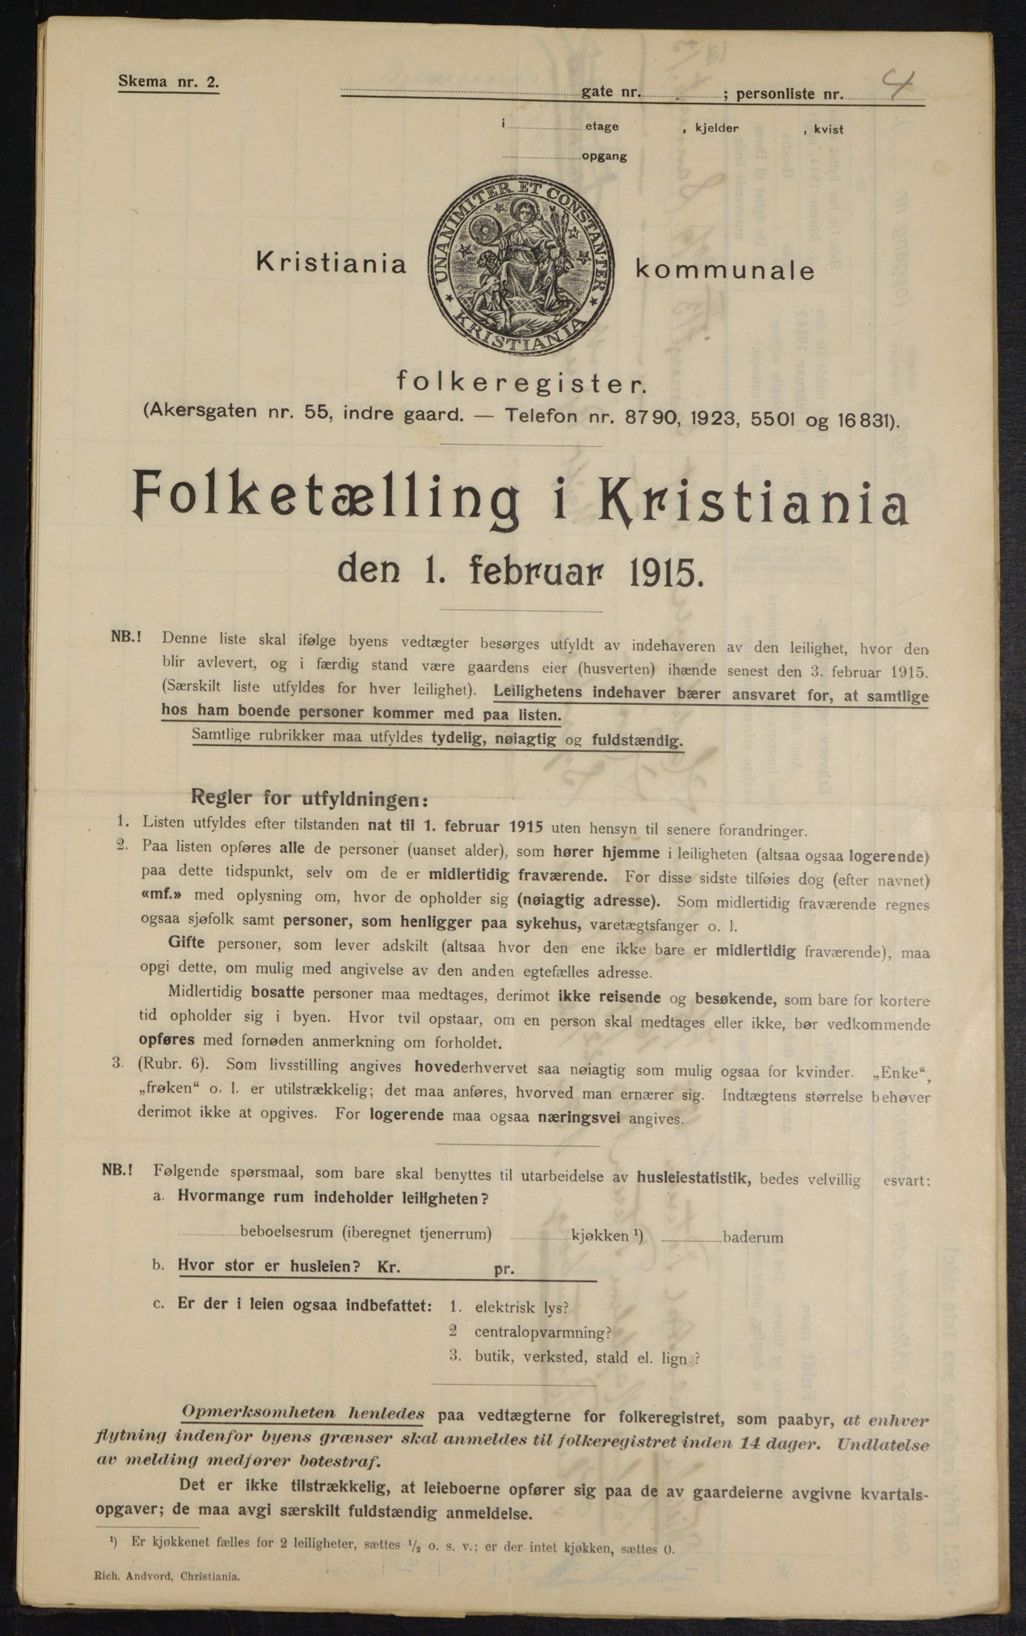 Skema nr. 2.
gate nr. ; personliste nr. 4
i etage , kjelder , kvist
opgang
UNANIMITER ET CONSTANTER
KRISTIANIA
Kristiania kommunale
folkeregister.
(Akersgaten nr. 55, indre gaard. — Telefon nr. 8790, 1923, 5501 og 16831).
Folketælling i Kristiania
den 1. februar 1915.
NB.! Denne liste skal ifølge byens vedtægter besørges utfyldt av indehaveren av den leilighet, hvor den
blir avlevert, og i færdig stand være gaardens eier (husverten) ihænde senest den 3. februar 1915.
(Særskilt liste utfyldes for hver leilighet). Leilighetens indehaver bærer ansvaret for, at samtlige
hos ham boende personer kommer med paa listen.
Samtlige rubrikker maa utfyldes tydelig, nøiagtig og fuldstændig.
Regler for utfyldningen:
1. Listen utfyldes efter tilstanden nat til 1. februar 1915 uten hensyn til senere forandringer.
2. Paa listen opføres alle de personer (uanset alder), som hører hjemme i leiligheten (altsaa ogsaa logerende)
paa dette tidspunkt, selv om de er midlertidig fraværende. For disse sidste tilføies dog (efter navnet)
«mf.» med oplysning om, hvor de opholder sig (nøiagtig adresse). Som midlertidig fraværende regnes
ogsaa sjøfolk samt personer, som henligger paa sykehus, varetægtsfanger o. l.
Gifte personer, som lever adskilt (altsaa hvor den ene ikke bare er midlertidig fraværende), maa
opgi dette, om mulig med angivelse av den anden egtefælles adresse.
Midlertidig bosatte personer maa medtages, derimot ikke reisende og besøkende, som bare for kortere
tid opholder sig i byen. Hvor tvil opstaar, om en person skal medtages eller ikke, bør vedkommende
opføres med fornøden anmerkning om forholdet.
3. (Rubr. 6). Som livsstilling angives hovederhvervet saa nøiagtig som mulig ogsaa for kvinder. „Enke“,
„frøken“ o. l. er utilstrækkelig; det maa anføres, hvorved man ernærer sig. Indtægtens størrelse behøver
derimot ikke at opgives. For logerende maa ogsaa næringsvei angives.
NB.! Følgende spørsmaal, som bare skal benyttes til utarbeidelse av husleiestatistik, bedes velvillig esvart:
a. Hvormange rum indeholder leiligheten?
beboelsesrum (iberegnet tjenerrum) kjøkken ¹) baderum
b. Hvor stor er husleien? Kr. pr.
c. Er der i leien ogsaa indbefattet: 1. elektrisk lys?
2 centralopvarmning?
3. butik, verksted, stald el. lign.?
Opmerksomheten henledes paa vedtægterne for folkeregistret, som paabyr, at enhver
flytning indenfor byens grænser skal anmeldes til folkeregistret inden 14 dager. Undlatelse
av melding medfører bøtestraf.
Det er ikke tilstrækkelig, at leieboerne opfører sig paa de av gaardeierne avgivne kvartals-
opgaver; de maa avgi særskilt fuldstændig anmeldelse.
¹) Er kjøkkenet fælles for 2 leiligheter, sættes ½ o. s. v.; er der intet kjøkken, sættes 0.
Rich. Andvord, Christiania.